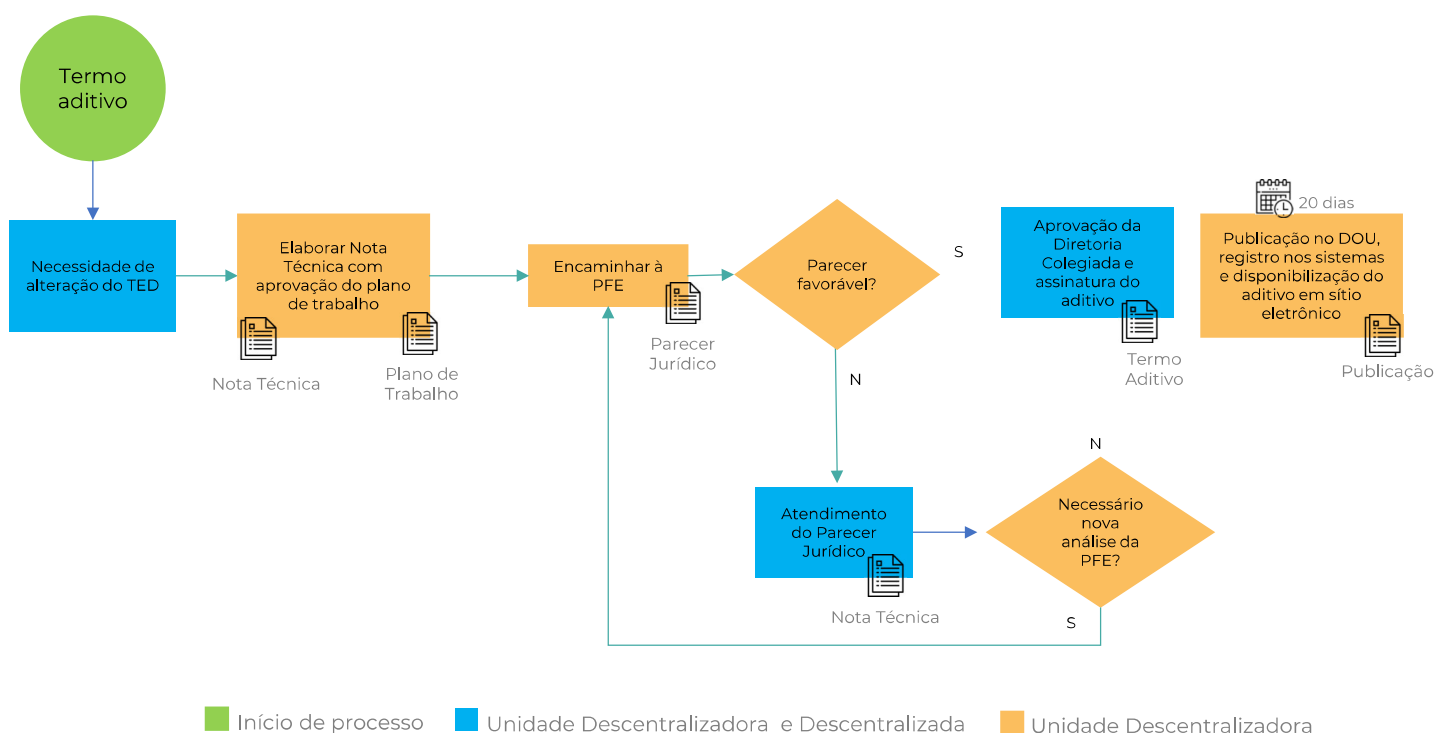 Termo
aditivo
Necessidade de
alteração do TED
Elaborar Nota
Técnica com
aprovação do plano
de trabalho
Nota Técnica
Plano de
Trabalho
Encaminhar à
PFE
Parecer
Jurídico
Parecer
favorável?
S
N
Aprovação da
Diretoria
Colegiada e
assinatura do
aditivo
Termo
Aditivo
20 dias
Publicação no DOU,
registro nos sistemas
e disponibilização do
aditivo em sítio
eletrônico
Publicação
Atendimento
do Parecer
Jurídico
Nota Técnica
N
Necessário
nova
análise da
PFE?
S
Início de processo
Unidade Descentralizadora e Descentralizada
Unidade Descentralizadora